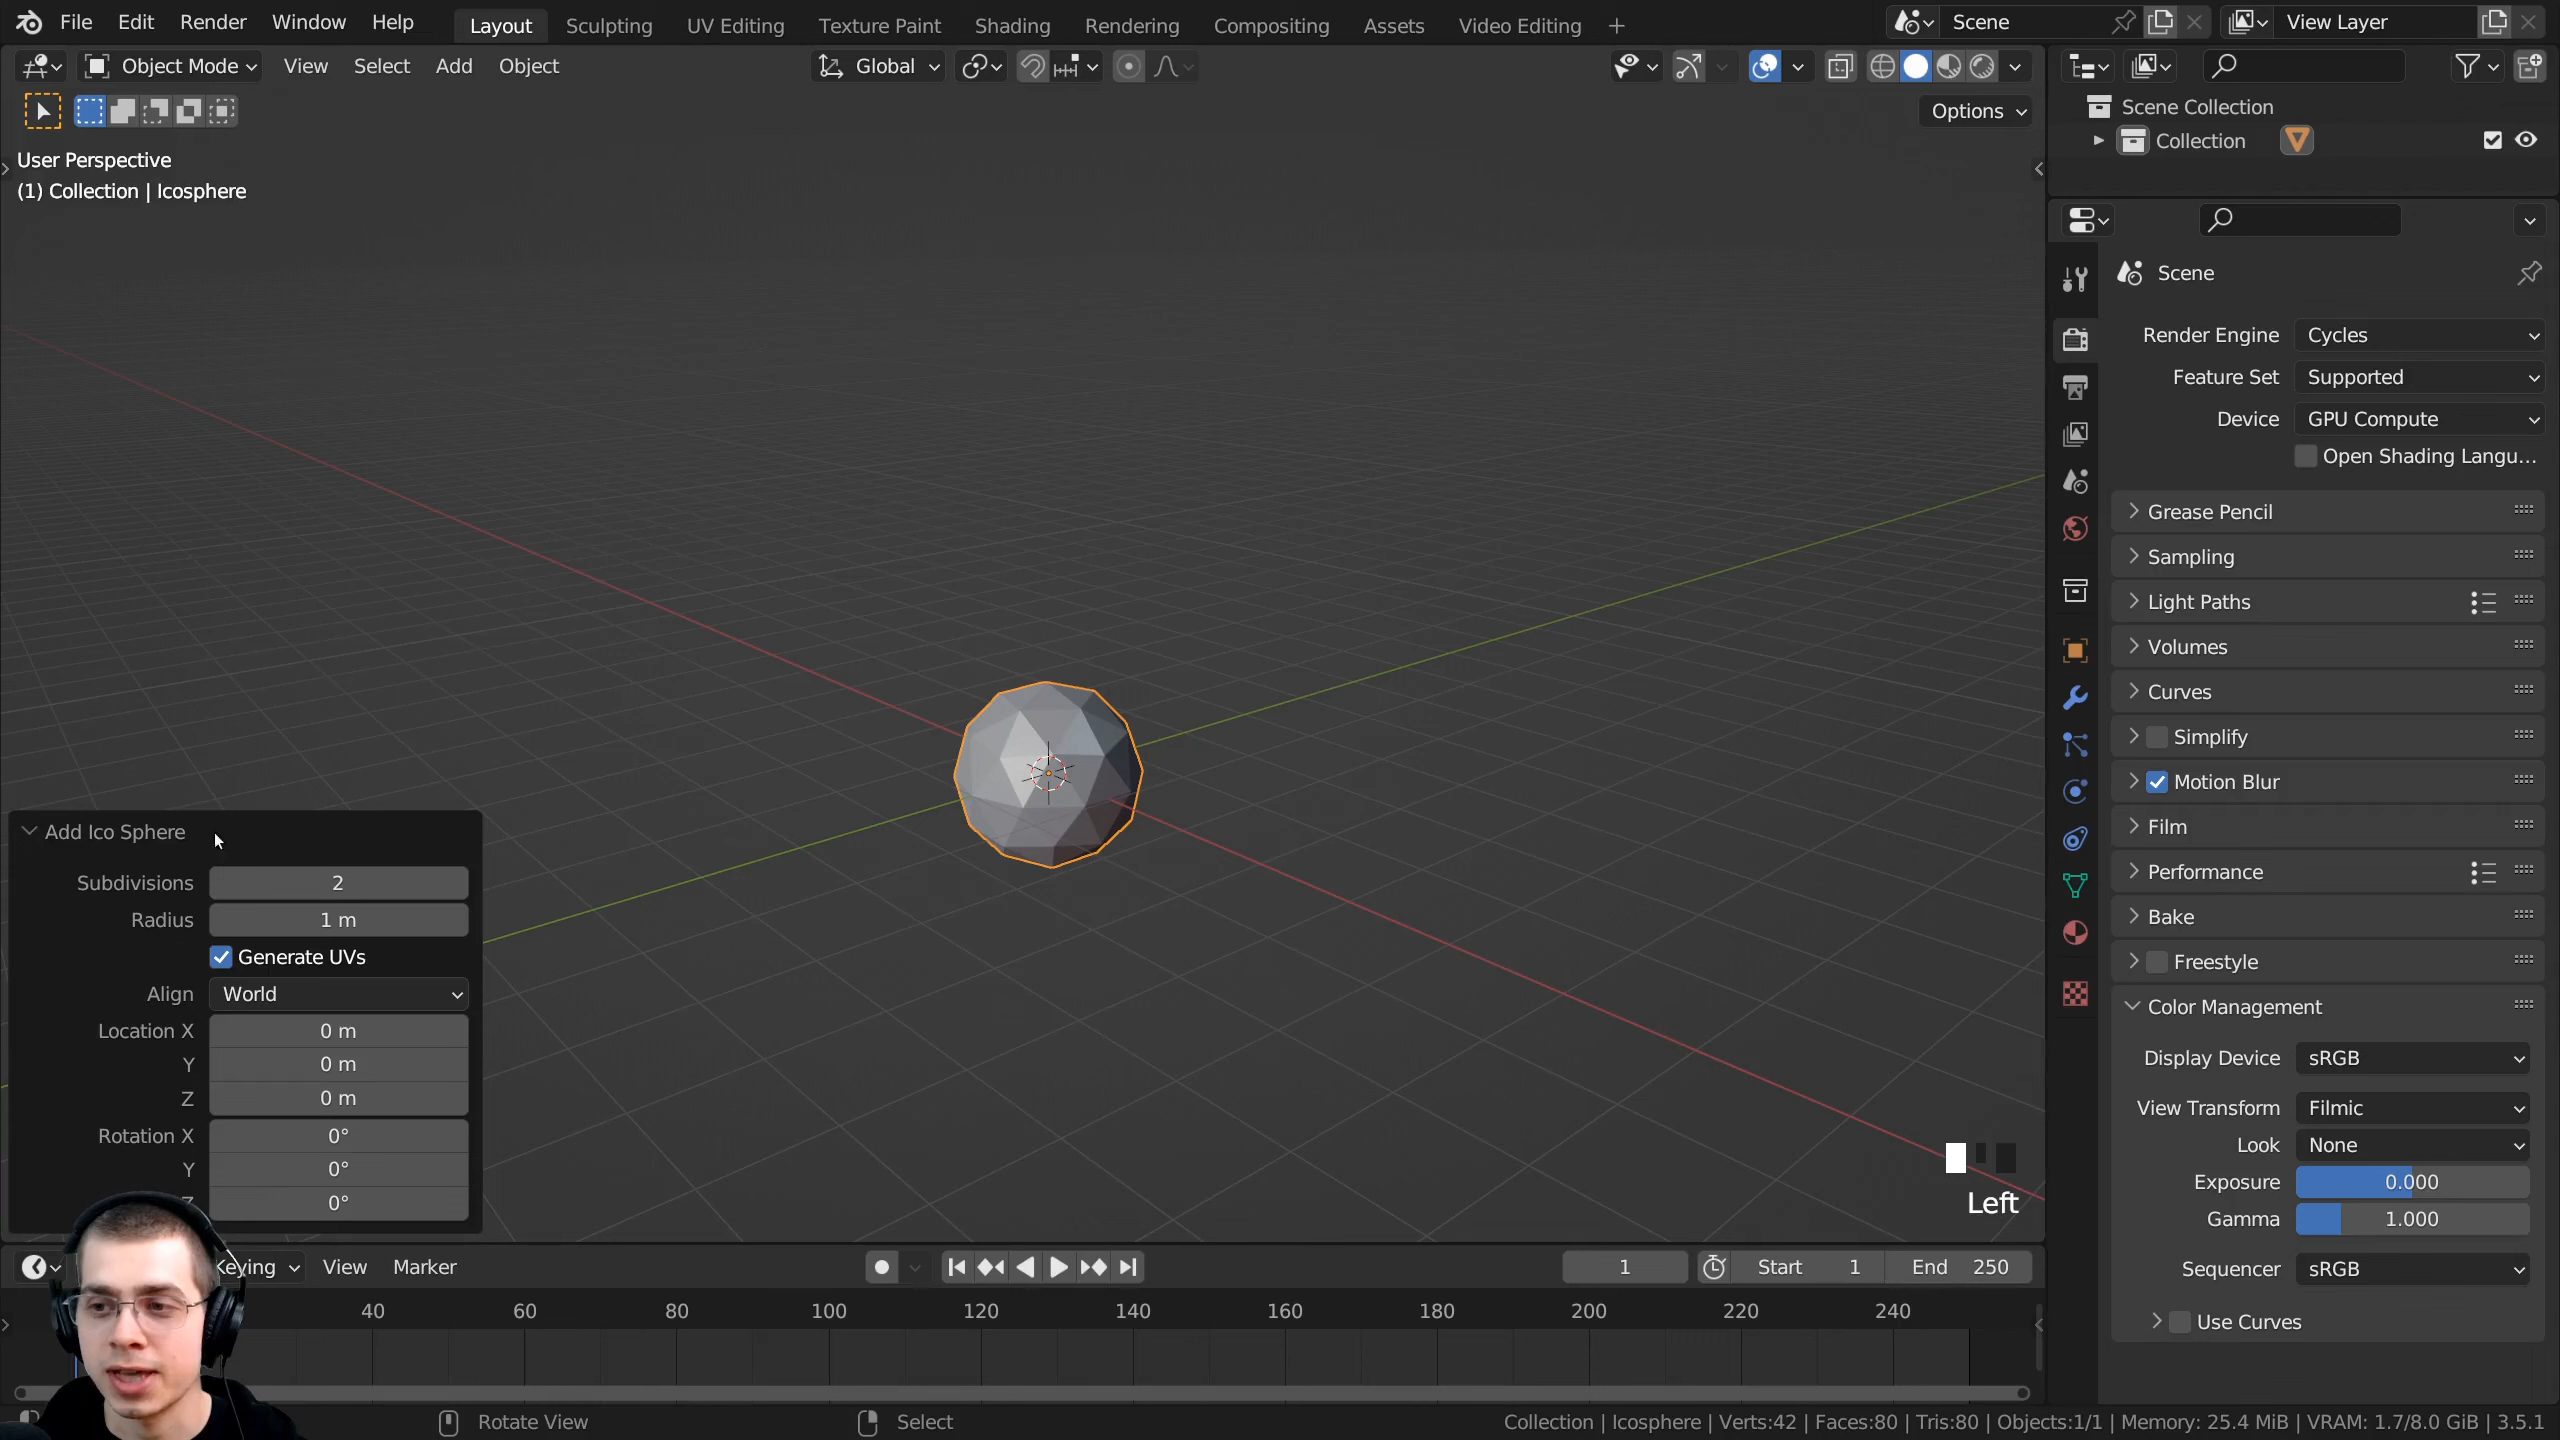 File Edit Render Window Help Layout Sculpting UV Editing Texture Paint Shading Rendering Compositing Assets Video Editing + Scene View Layer
Object Mode View Select Add Object Global
Options
User Perspective
(1) Collection | Icosphere
Scene Collection
Collection
Scene
Render Engine Cycles
Feature Set Supported
Device GPU Compute
Open Shading Langu...
Grease Pencil
Sampling
Light Paths
Volumes
Curves
Simplify
Motion Blur
Film
Performance
Bake
Freestyle
Color Management
Display Device sRGB
View Transform Filmic
Look None
Exposure 0.000
Gamma 1.000
Sequencer sRGB
Use Curves
Add Ico Sphere
Subdivisions 2
Radius 1 m
Generate UVs
Align World
Location X 0 m
Y 0 m
Z 0 m
Rotation X 0°
Y 0°
Z 0°
Left
Keying View Marker 1 Start 1 End 250
40 60 80 100 120 140 160 180 200 220 240
Rotate View Select Collection | Icosphere | Verts:42 | Faces:80 | Tris:80 | Objects:1/1 | Memory: 25.4 MiB | VRAM: 1.7/8.0 GiB | 3.5.1